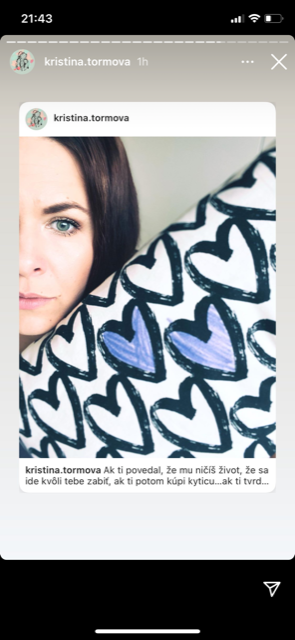 21:43
kristina.tormova 1h
kristina.tormova
kristina.tormova Ak ti povedal, že mu ničíš život, že sa
ide kvôli tebe zabiť, ak ti potom kúpi kyticu...ak ti tvrd...